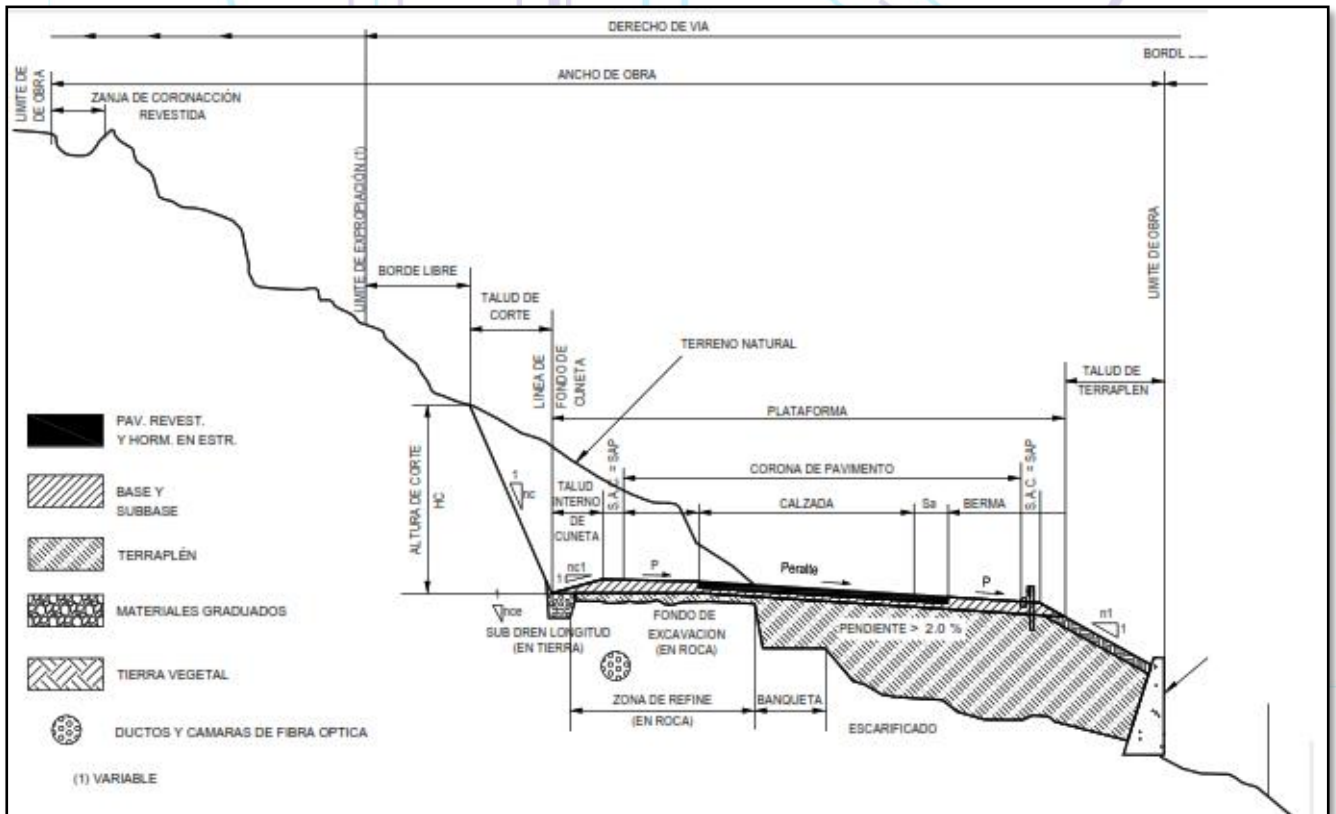 DERECHO DE VIA
BORDE
ANCHO DE OBRA
LIMITE DE
DE OBRA
ZANJA DE CORONACCIÓN
REVESTIDA
LIMITE DE EXPROPIACIÓN (1)
BORDE LIBRE
TALUD DE
CORTE
LINEA DE
FONDO DE
CUNETA
TERRENO NATURAL
LIMITE DE OBRA
TALUD DE
TERRAPLEN
PLATAFORMA
ALTURA DE CORTE
HC
1
nc
TALUD
INTERNO
DE
CUNETA
S.A.C. = SAP
CORONA DE PAVIMENTO
S.A.C. = SAP
CALZADA
Sa
BERMA
1
nc1
P
Peralte
P
1
nce
SUB DREN LONGITUD
(EN TIERRA)
FONDO DE
EXCAVACION
(EN ROCA)
PENDIENTE > 2.0 %
n1
1
ZONA DE REFINE
(EN ROCA)
BANQUETA
ESCARIFICADO
PAV. REVEST.
Y HORM. EN ESTR.
BASE Y
SUBBASE
TERRAPLÉN
MATERIALES GRADUADOS
TIERRA VEGETAL
DUCTOS Y CAMARAS DE FIBRA OPTICA
(1) VARIABLE